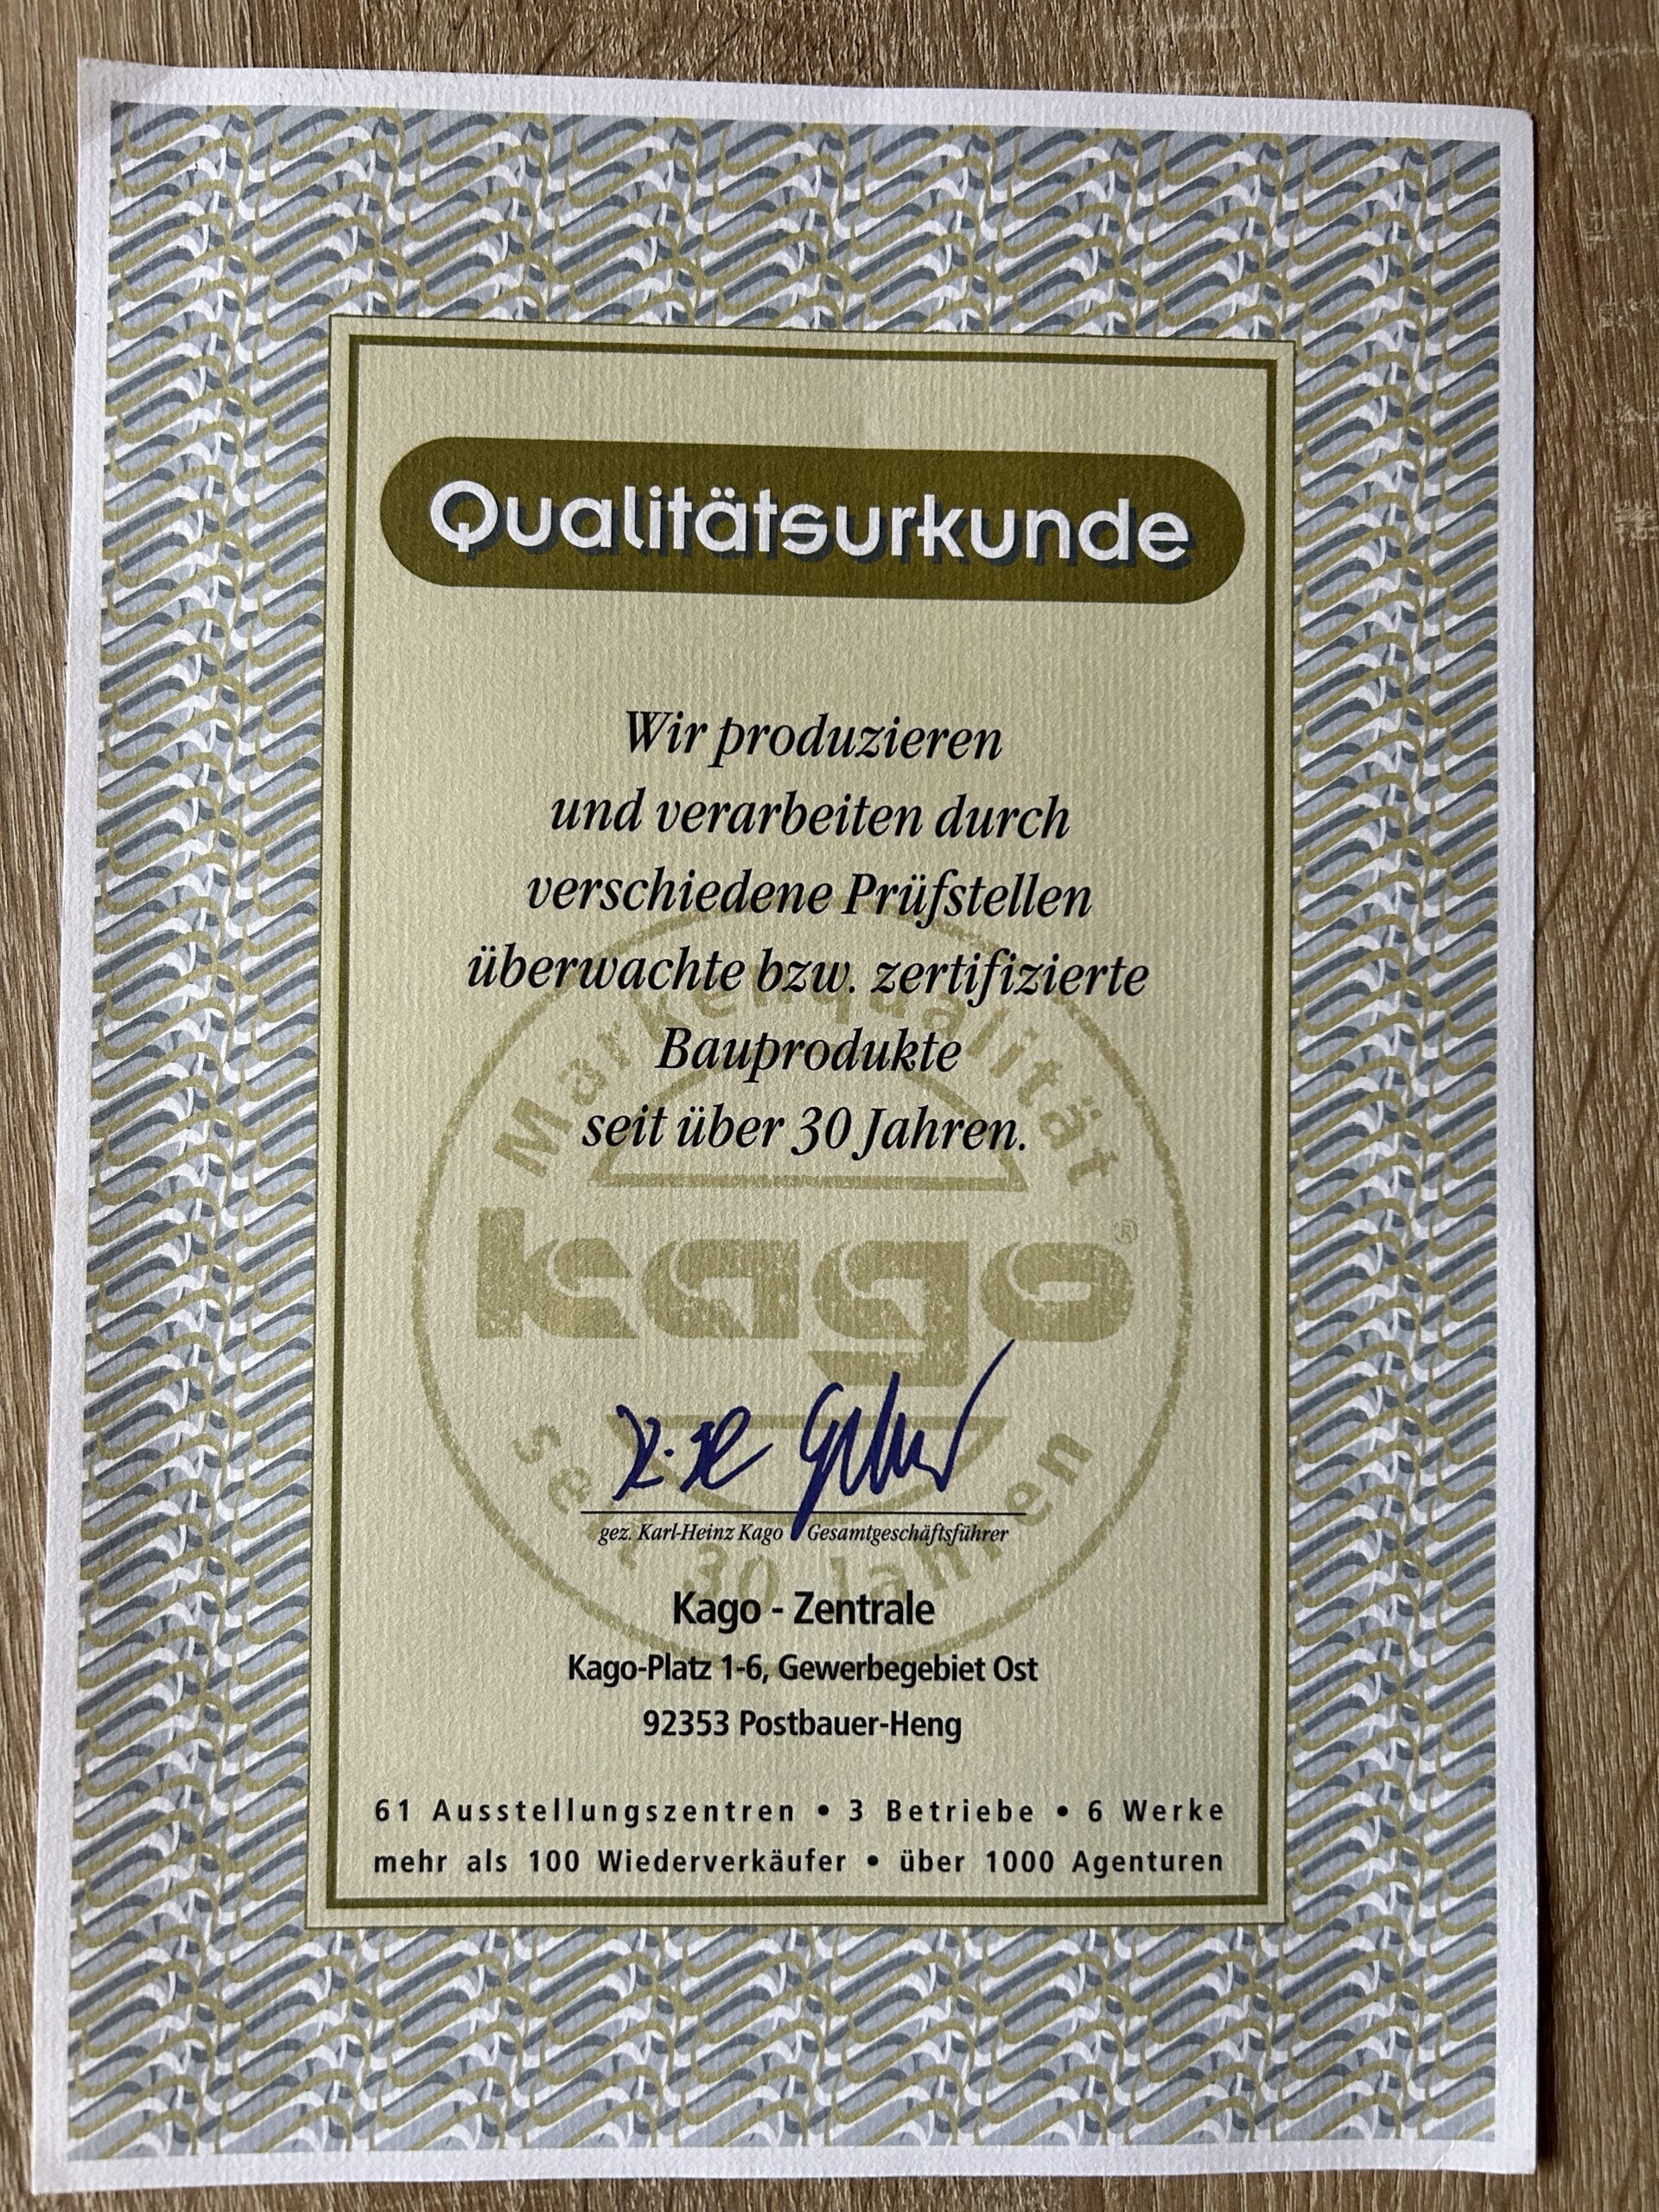 Qualitätsurkunde
Wir produzieren
und verarbeiten durch
verschiedene Prüfstellen
überwachte bzw. zertifizierte
Bauprodukte
seit über 30 Jahren.
Markenqualität
kago®
seit 30 Jahren
gez. Karl-Heinz Kago Gesamtgeschäftsführer
Kago - Zentrale
Kago-Platz 1-6, Gewerbegebiet Ost
92353 Postbauer-Heng
61 Ausstellungszentren • 3 Betriebe • 6 Werke
mehr als 100 Wiederverkäufer • über 1000 Agenturen